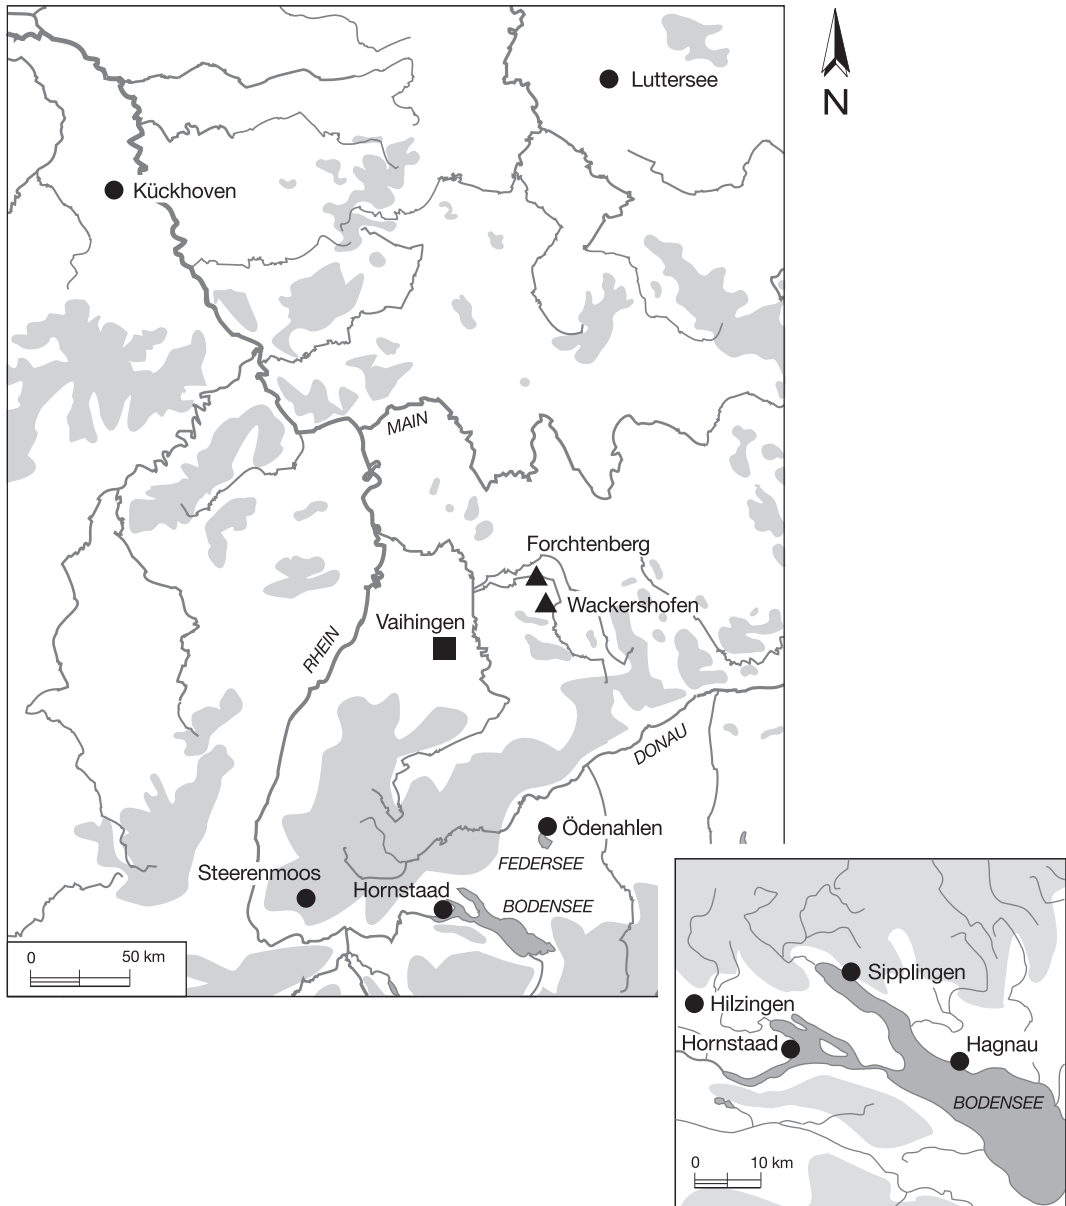 Luttersee
N
Kückhoven
MAIN
Forchtenberg
Wackershofen
Vaihingen
RHEIN
DONAU
Ödenahlen
FEDERSEE
Steerenmoos
Hornstaad
BODENSEE
0 50 km
Sipplingen
Hilzingen
Hornstaad
Hagnau
BODENSEE
0 10 km